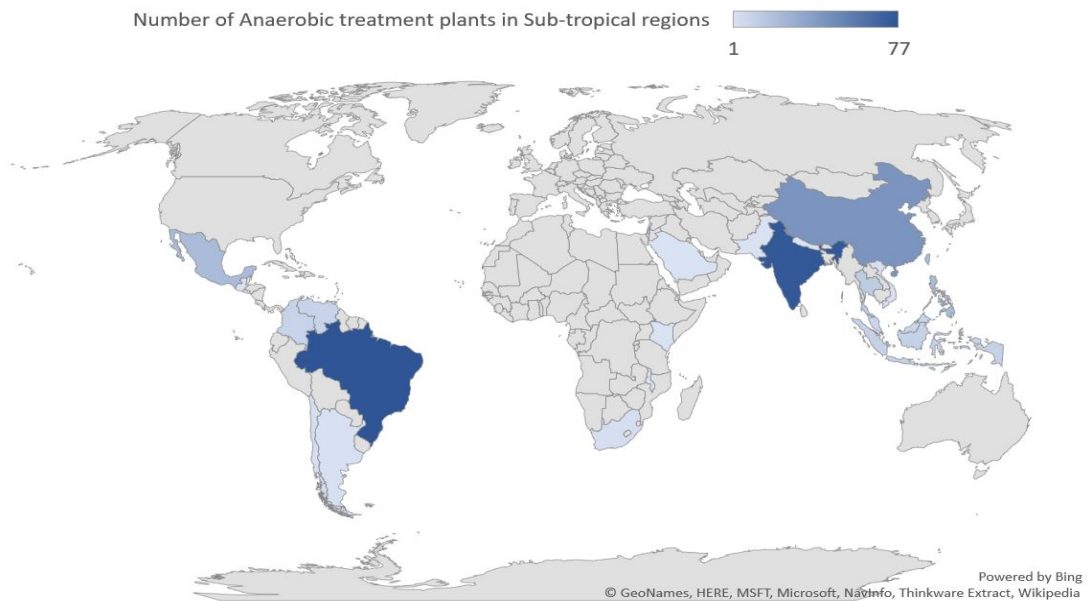 Number of Anaerobic treatment plants in Sub-tropical regions
1 77
Powered by Bing
© GeoNames, HERE, MSFT, Microsoft, NavInfo, Thinkware Extract, Wikipedia